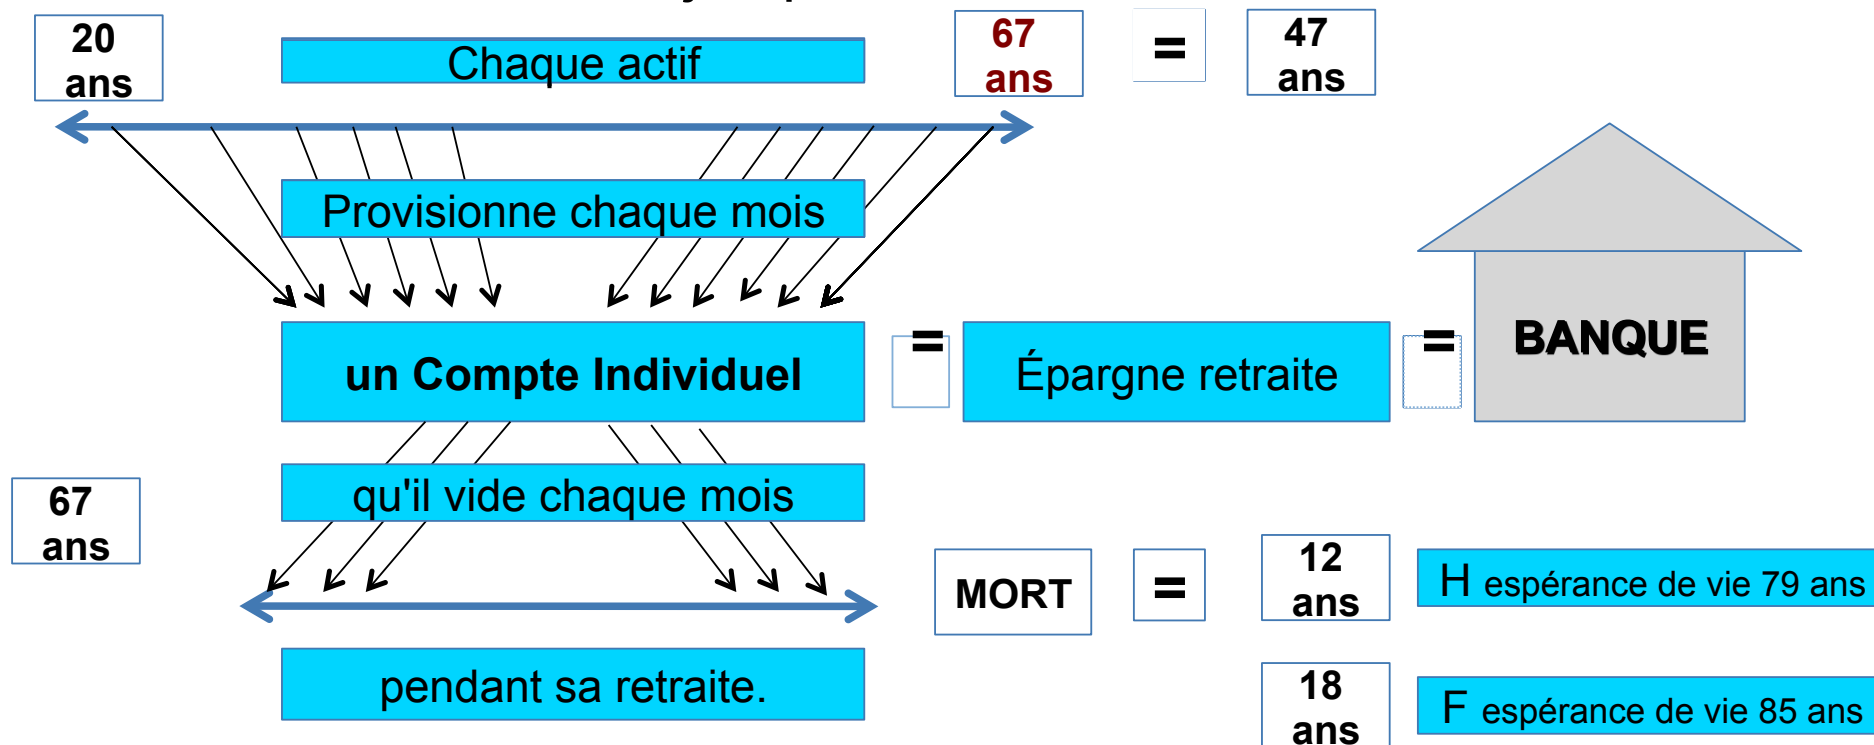 20
ans
Chaque actif
67
ans
=
47
ans
Provisionne chaque mois
un Compte Individuel
=
Épargne retraite
=
BANQUE
67
ans
qu'il vide chaque mois
MORT
=
12
ans
H espérance de vie 79 ans
pendant sa retraite.
18
ans
F espérance de vie 85 ans